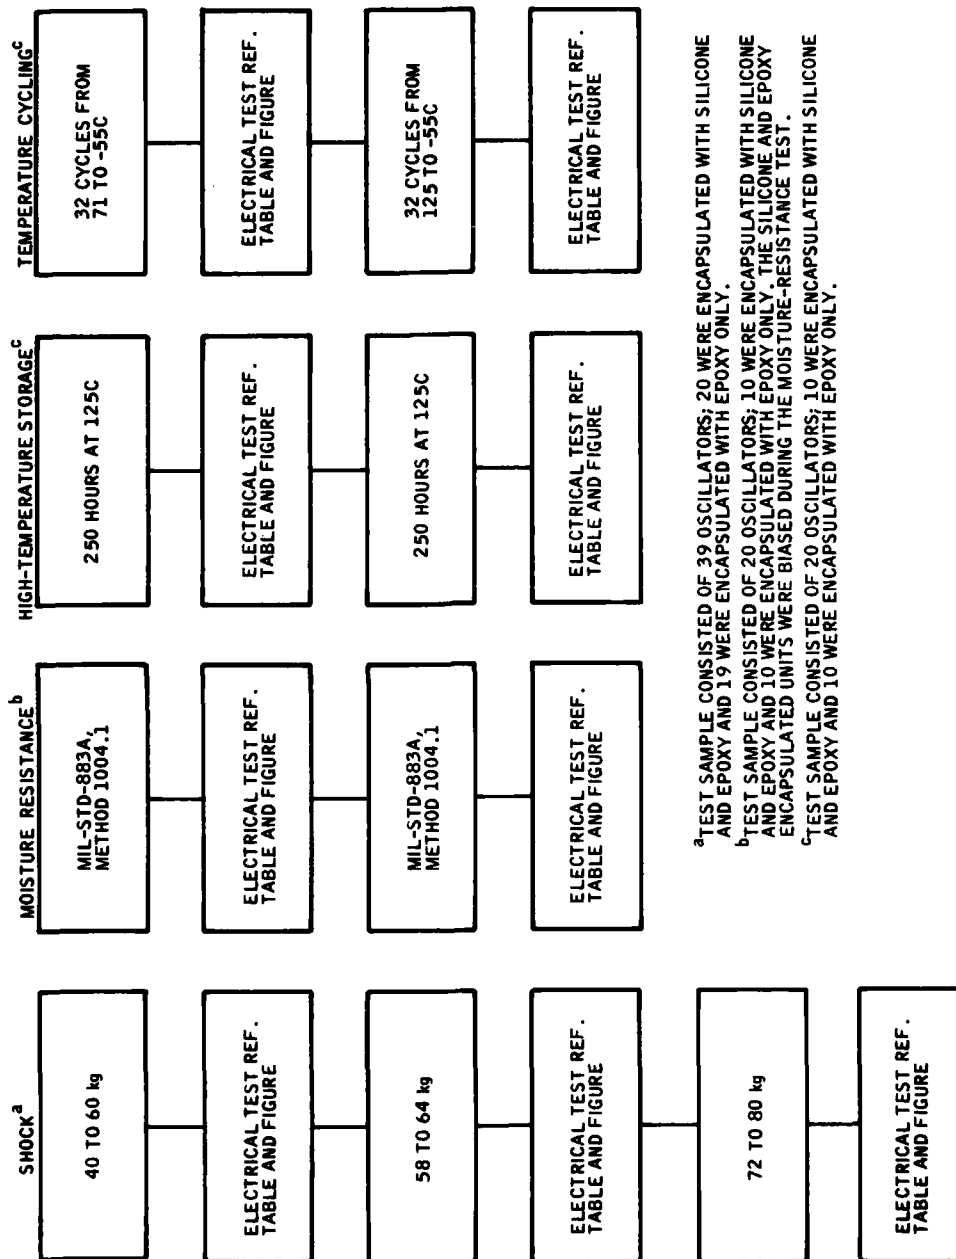 SHOCKa
40 TO 60 kg
ELECTRICAL TEST REF.
TABLE AND FIGURE
58 TO 64 kg
ELECTRICAL TEST REF.
TABLE AND FIGURE
72 TO 80 kg
ELECTRICAL TEST REF.
TABLE AND FIGURE
MOISTURE RESISTANCEb
MIL-STD-883A,
METHOD 1004.1
ELECTRICAL TEST REF.
TABLE AND FIGURE
MIL-STD-883A,
METHOD 1004.1
ELECTRICAL TEST REF.
TABLE AND FIGURE
HIGH-TEMPERATURE STORAGEc
250 HOURS AT 125C
ELECTRICAL TEST REF.
TABLE AND FIGURE
250 HOURS AT 125C
ELECTRICAL TEST REF.
TABLE AND FIGURE
TEMPERATURE CYCLINGc
32 CYCLES FROM
71 TO -55C
ELECTRICAL TEST REF.
TABLE AND FIGURE
32 CYCLES FROM
125 TO -55C
ELECTRICAL TEST REF.
TABLE AND FIGURE
aTEST SAMPLE CONSISTED OF 39 OSCILLATORS; 20 WERE ENCAPSULATED WITH SILICONE
AND EPOXY AND 19 WERE ENCAPSULATED WITH EPOXY ONLY.
bTEST SAMPLE CONSISTED OF 20 OSCILLATORS; 10 WERE ENCAPSULATED WITH SILICONE
AND EPOXY AND 10 WERE ENCAPSULATED WITH EPOXY ONLY. THE SILICONE AND EPOXY
ENCAPSULATED UNITS WERE BIASED DURING THE MOISTURE-RESISTANCE TEST.
cTEST SAMPLE CONSISTED OF 20 OSCILLATORS; 10 WERE ENCAPSULATED WITH SILICONE
AND EPOXY AND 10 WERE ENCAPSULATED WITH EPOXY ONLY.